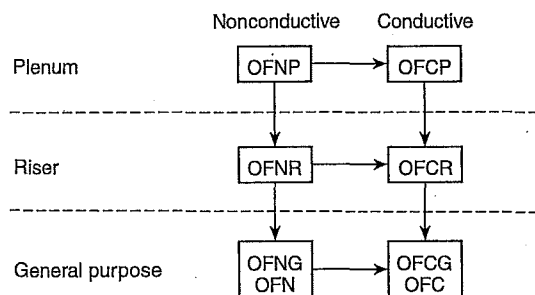 Nonconductive Conductive
Plenum OFNP OFCP
Riser OFNR OFCR
OFNG OFCG
General purpose
OFN OFC